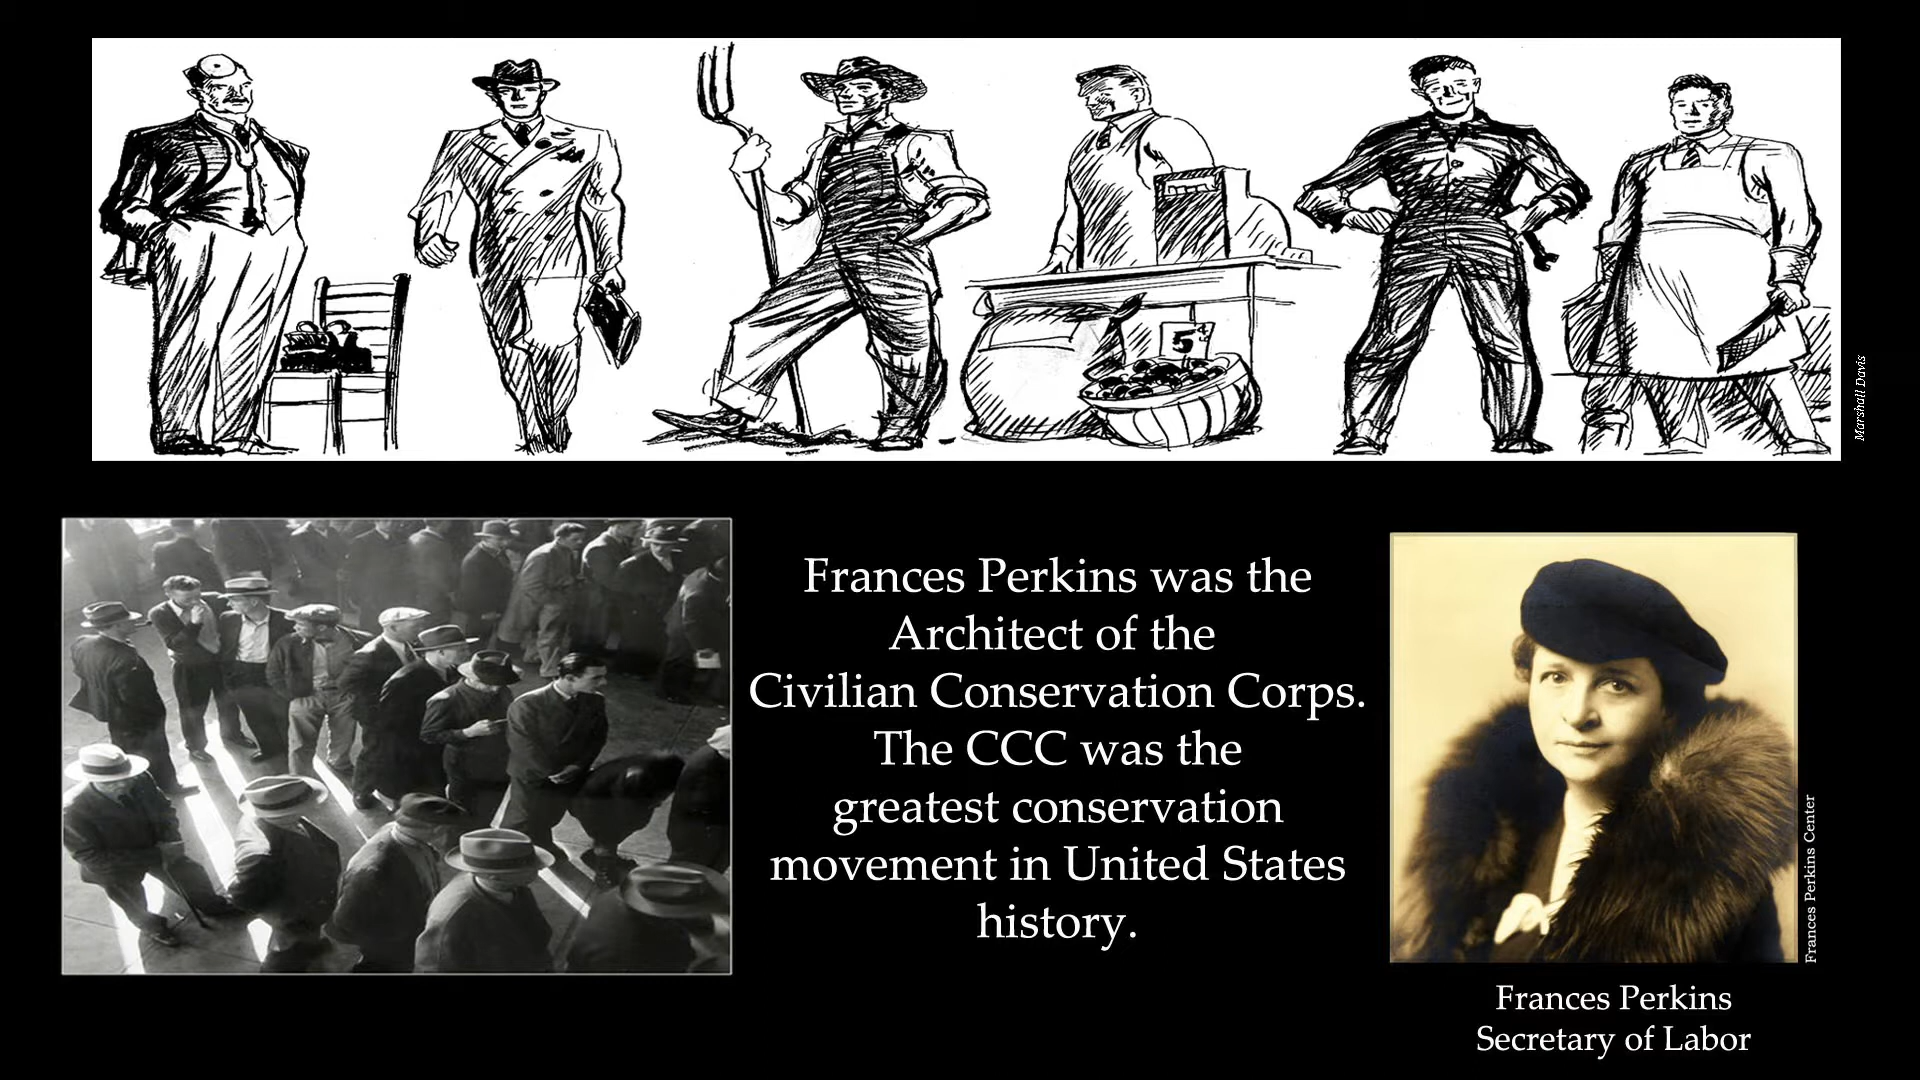 5¢
Marshall Davis
Frances Perkins was the
Architect of the
Civilian Conservation Corps.
The CCC was the
greatest conservation
movement in United States
history.
Frances Perkins Center
Frances Perkins
Secretary of Labor